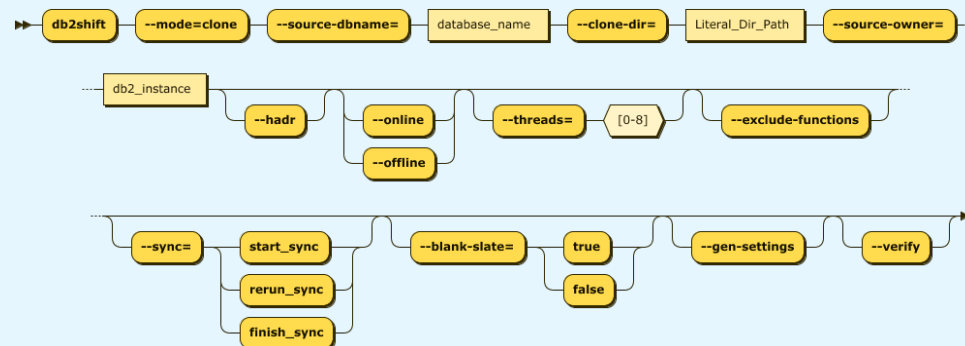 db2shift --mode=clone --source-dbname= database_name --clone-dir= Literal_Dir_Path --source-owner=
db2_instance --hadr --online --threads= [0-8] --exclude-functions
--offline
--sync= start_sync --blank-slate= true --gen-settings --verify
rerun_sync false
finish_sync